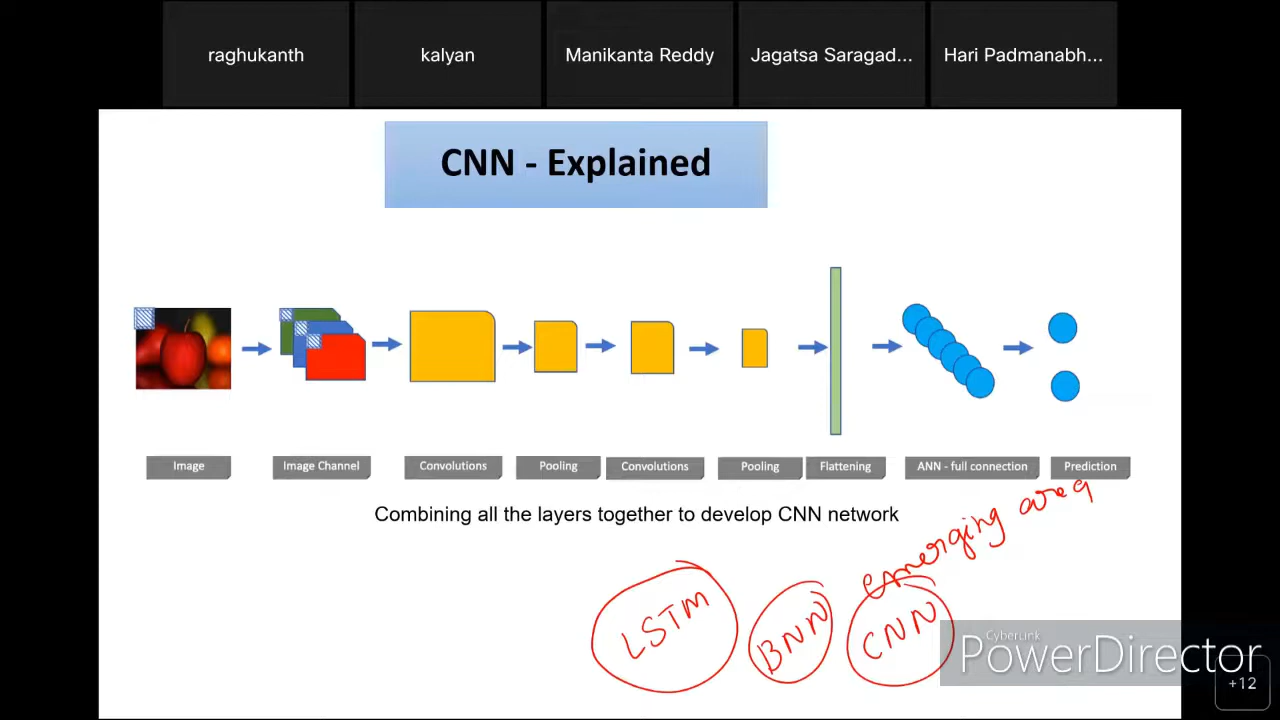 raghukanth kalyan Manikanta Reddy Jagatsa Saragad... Hari Padmanabh...
CNN - Explained
Image Image Channel Convolutions Pooling Convolutions Pooling Flattening ANN - full connection Prediction
Combining all the layers together to develop CNN network
emerging area
LSTM BNN CNN
CyberLink
PowerDirector
+12